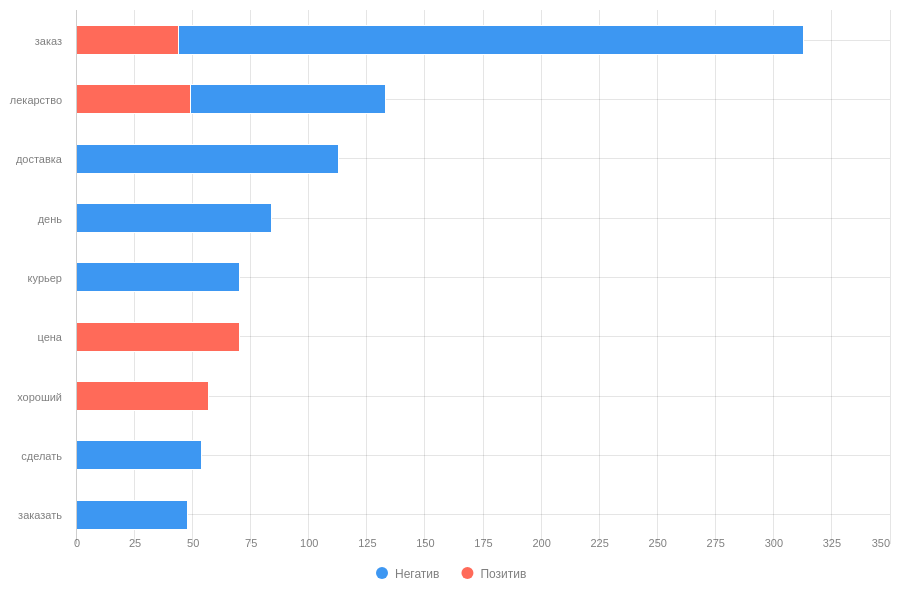 заказ
лекарство
доставка
день
курьер
цена
хороший
сделать
заказать
0 25 50 75 100 125 150 175 200 225 250 275 300 325 350
Негатив Позитив